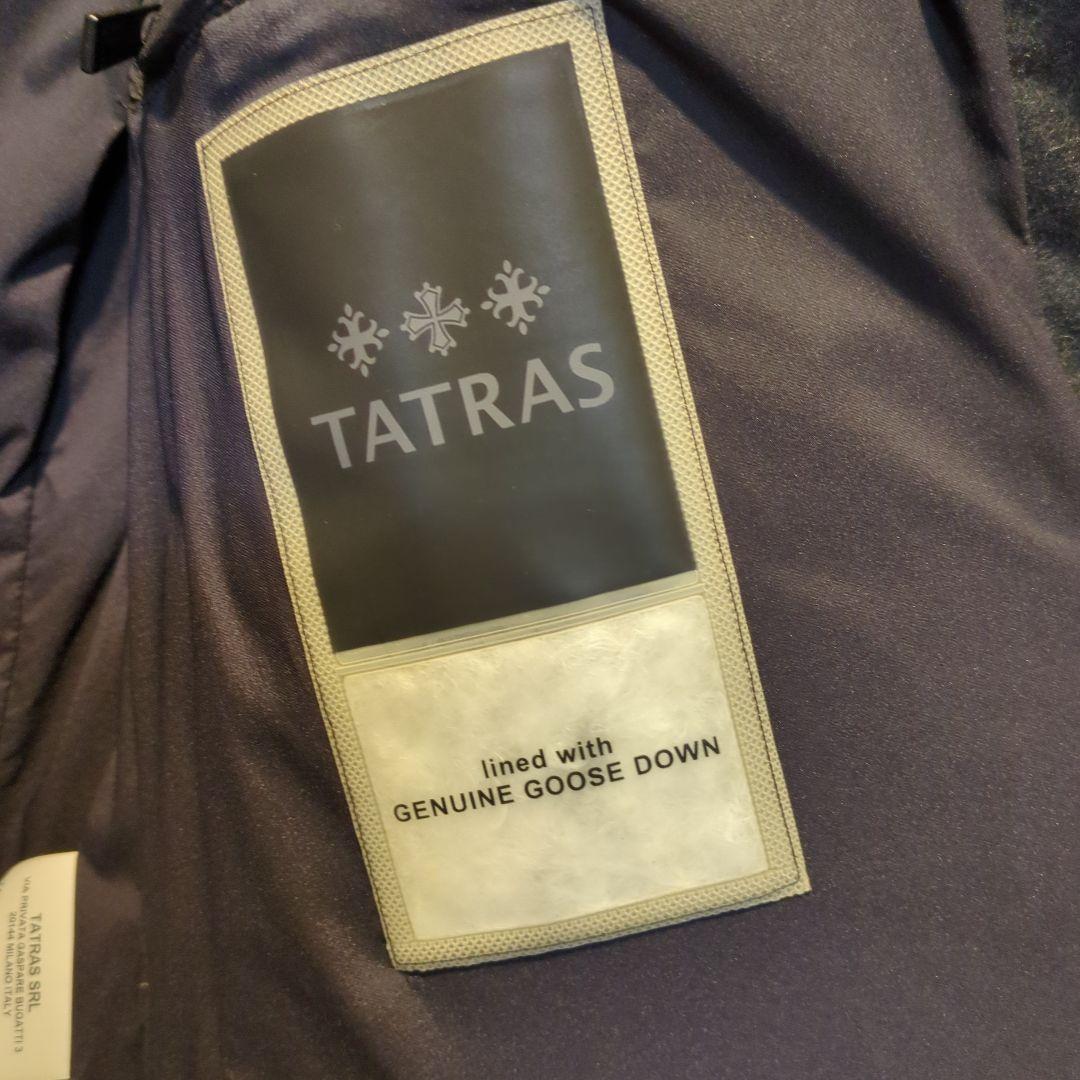 TATRAS
lined with
GENUINE GOOSE DOWN
TATRAS SRL
VIA PRIVATA GASPARE BUGATTI 3
20144 MILANO ITALY